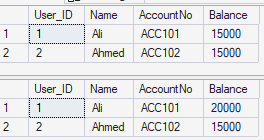 User_ID Name AccountNo Balance
1 1 Ali ACC101 15000
2 2 Ahmed ACC102 15000
User_ID Name AccountNo Balance
1 1 Ali ACC101 20000
2 2 Ahmed ACC102 15000